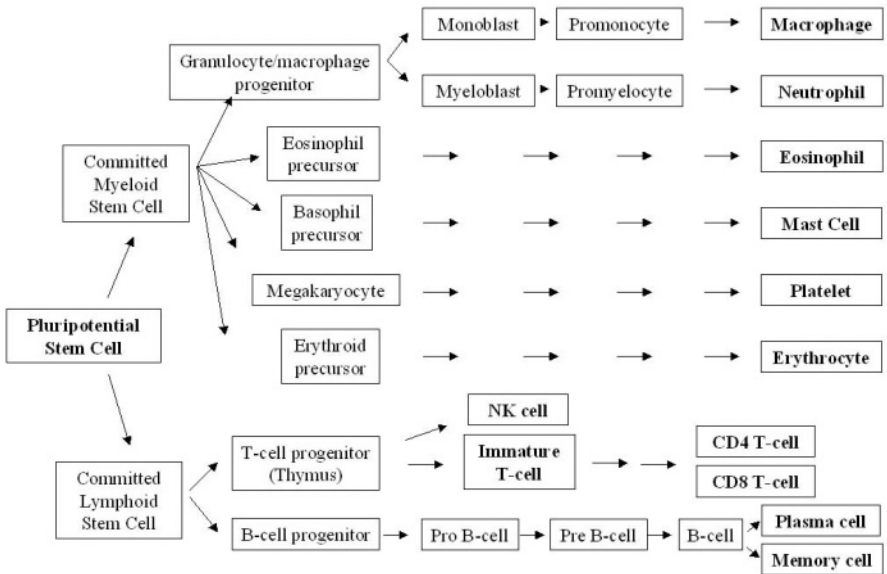 Monoblast
Promonocyte
Macrophage
Granulocyte/macrophage
progenitor
Myeloblast
Promyelocyte
Neutrophil
Committed
Myeloid
Stem Cell
Eosinophil
precursor
Eosinophil
Basophil
precursor
Mast Cell
Megakaryocyte
Platelet
Pluripotential
Stem Cell
Erythroid
precursor
Erythrocyte
NK cell
T-cell progenitor
(Thymus)
Immature
T-cell
CD4 T-cell
CD8 T-cell
Committed
Lymphoid
Stem Cell
B-cell progenitor
Pro B-cell
Pre B-cell
B-cell
Plasma cell
Memory cell